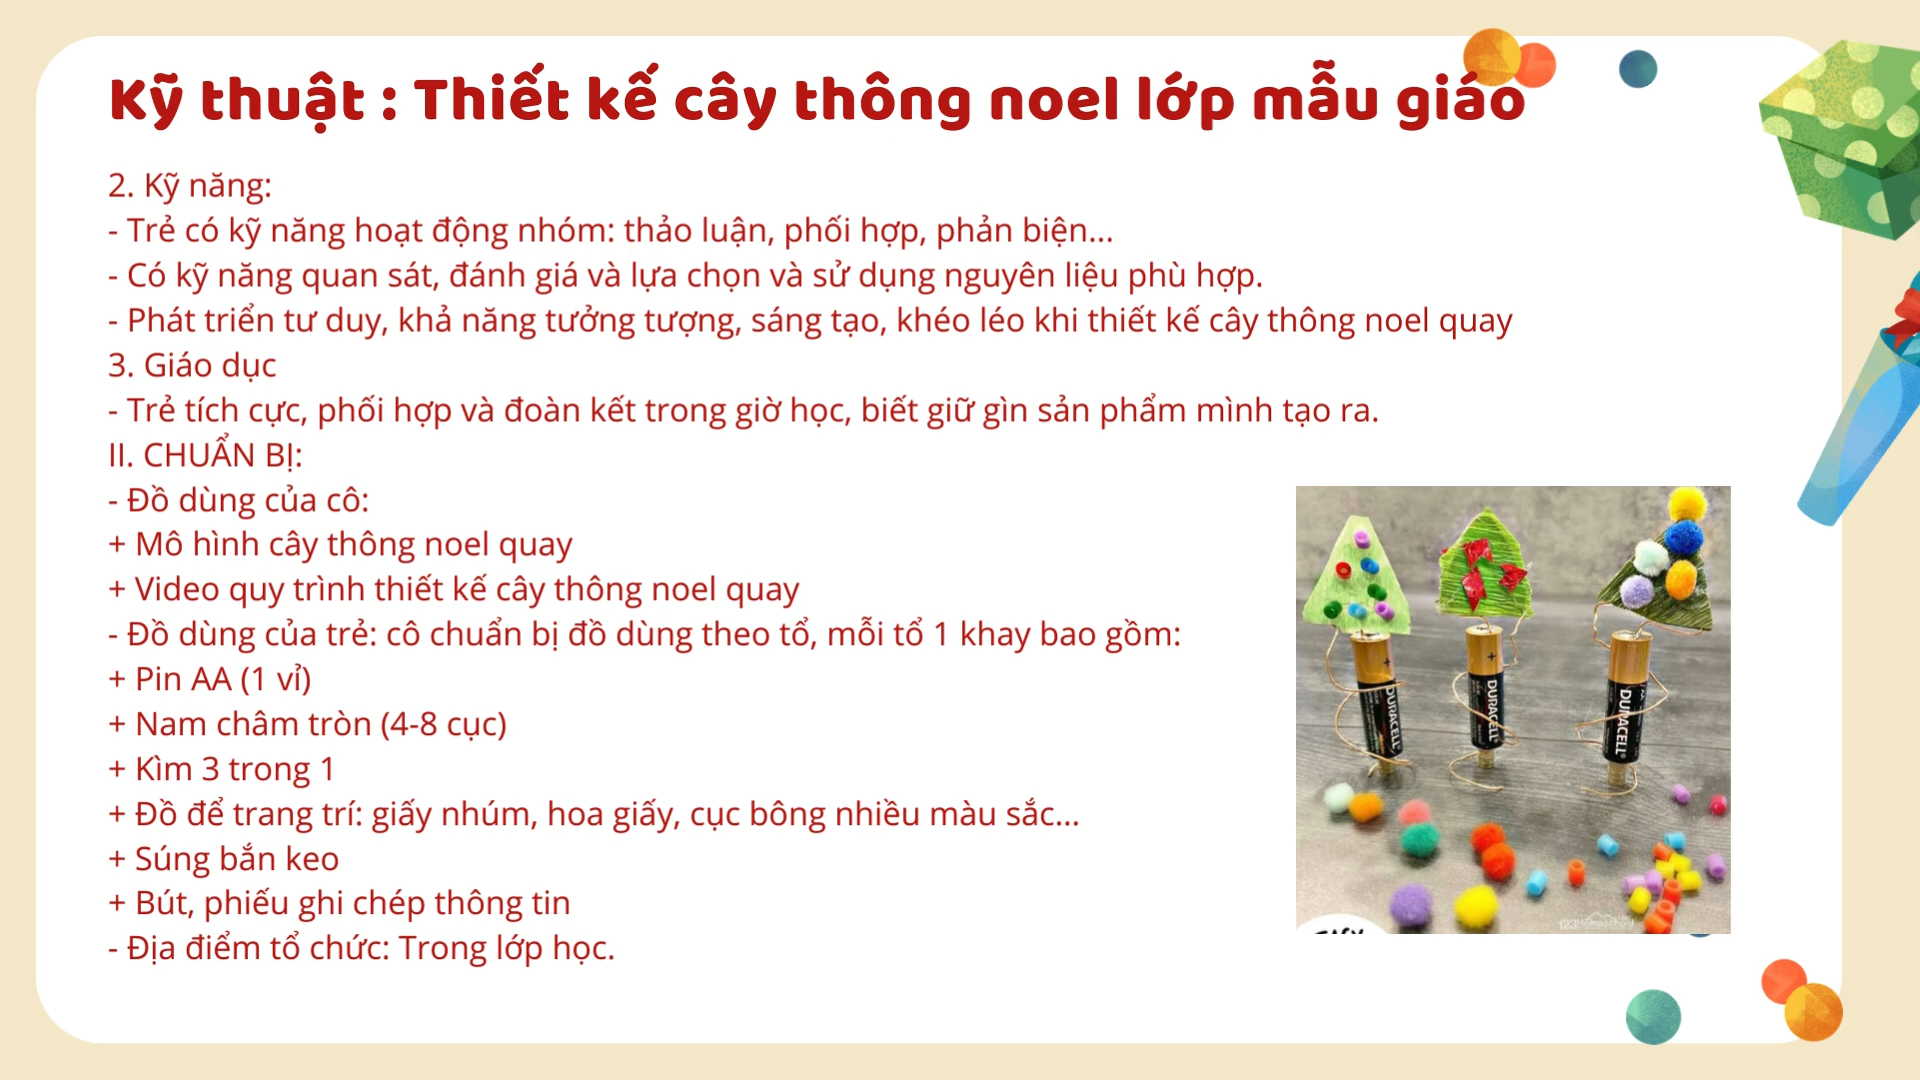 Kỹ thuật : Thiết kế cây thông noel lớp mẫu giáo
2. Kỹ năng:
- Trẻ có kỹ năng hoạt động nhóm: thảo luận, phối hợp, phản biện...
- Có kỹ năng quan sát, đánh giá và lựa chọn và sử dụng nguyên liệu phù hợp.
- Phát triển tư duy, khả năng tưởng tượng, sáng tạo, khéo léo khi thiết kế cây thông noel quay
3. Giáo dục
- Trẻ tích cực, phối hợp và đoàn kết trong giờ học, biết giữ gìn sản phẩm mình tạo ra.
II. CHUẨN BỊ:
- Đồ dùng của cô:
+ Mô hình cây thông noel quay
+ Video quy trình thiết kế cây thông noel quay
- Đồ dùng của trẻ: cô chuẩn bị đồ dùng theo tổ, mỗi tổ 1 khay bao gồm:
+ Pin AA (1 vỉ)
+ Nam châm tròn (4-8 cục)
+ Kìm 3 trong 1
+ Đồ để trang trí: giấy nhúm, hoa giấy, cục bông nhiều màu sắc...
+ Súng bắn keo
+ Bút, phiếu ghi chép thông tin
- Địa điểm tổ chức: Trong lớp học.
DURACELL
DURACELL
DURACELL